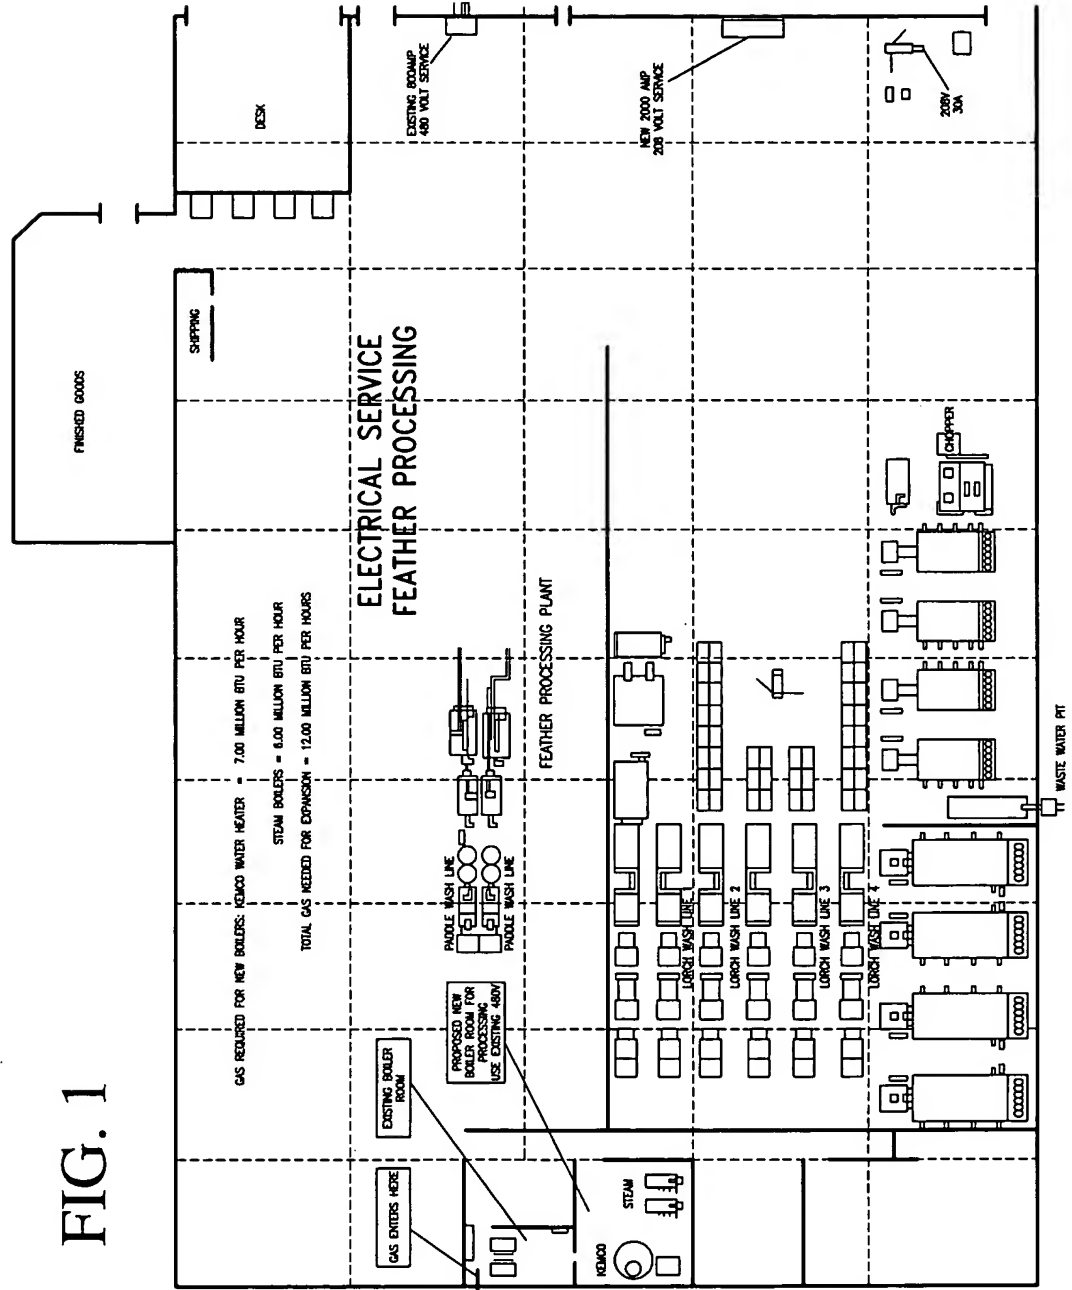 FIG. 1
FINISHED GOODS
DESK
SHIPPING
EXISTING 800AMP
480 VOLT SERVICE
NEW 2000 AMP
208 VOLT SERVICE
208V
30A
ELECTRICAL SERVICE
FEATHER PROCESSING
GAS REQUIRED FOR NEW BOILERS: KEMCO WATER HEATER = 7.00 MILLION BTU PER HOUR
STEAM BOILERS = 6.00 MILLION BTU PER HOUR
TOTAL GAS NEEDED FOR EXPANSION = 12.00 MILLION BTU PER HOURS
FEATHER PROCESSING PLANT
PADDLE WASH LINE
PADDLE WASH LINE
CHOPPER
WASTE WATER PIT
LORCH WASH LINE 1
LORCH WASH LINE 2
LORCH WASH LINE 3
LORCH WASH LINE 4
PROPOSED NEW
BOILER ROOM FOR
PROCESSING
USE EXISTING 480V
EXISTING BOILER
ROOM
GAS ENTERS HERE
STEAM
KEMCO